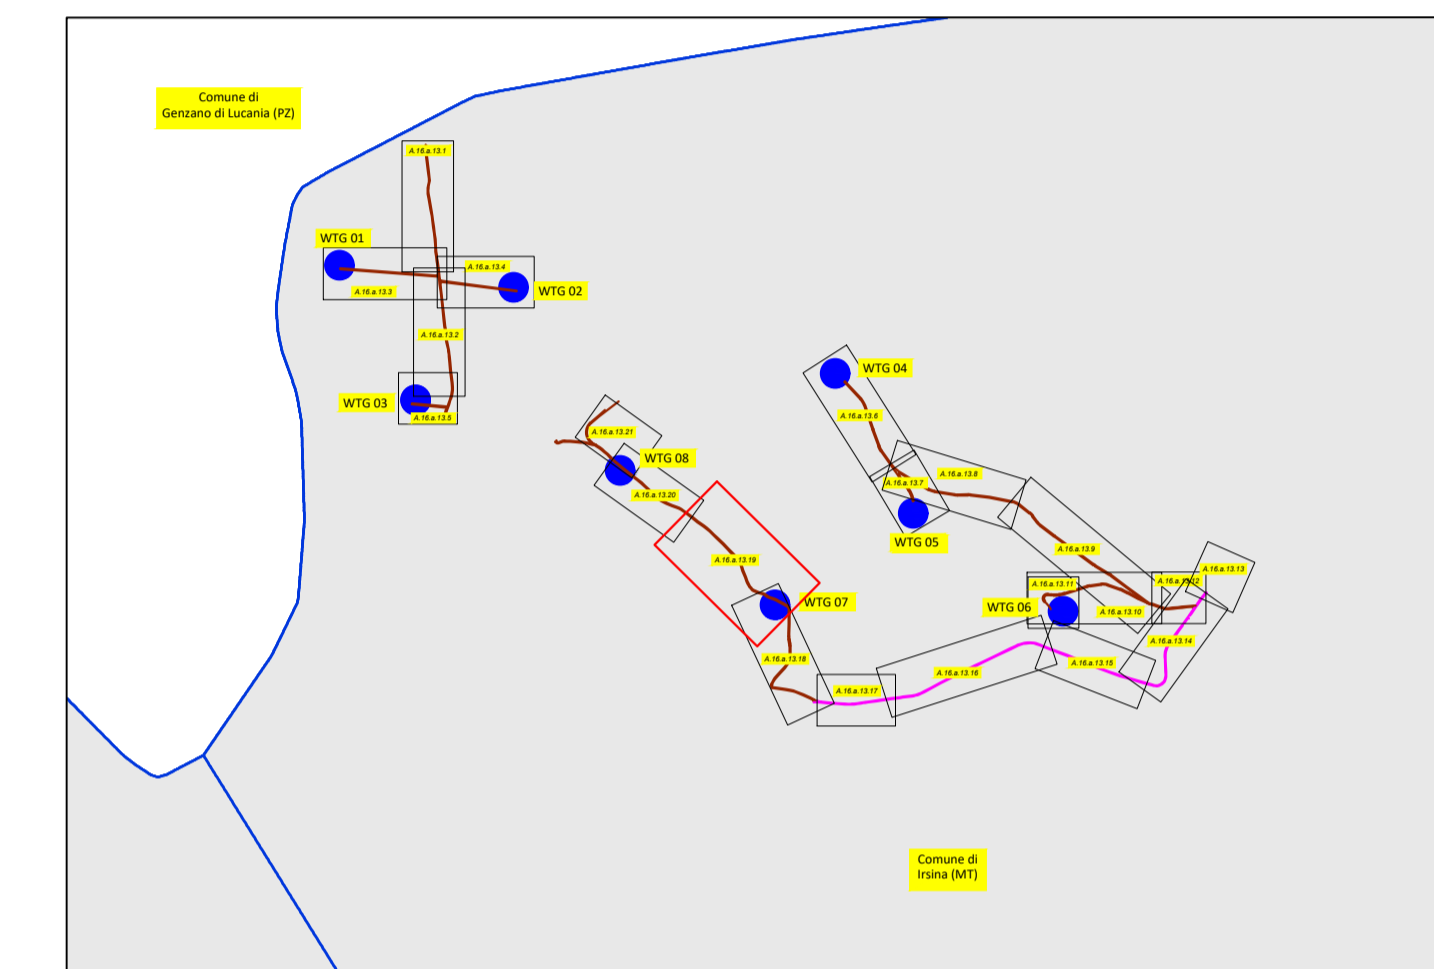 Comune di
Genzano di Lucania (PZ)
A.16.a.13.1
WTG 01
A.16.a.13.4
A.16.a.13.3
WTG 02
A.16.a.13.2
WTG 03
A.16.a.13.5
WTG 04
A.16.a.13.6
A.16.a.13.21
WTG 08
A.16.a.13.20
A.16.a.13.8
A.16.a.13.7
WTG 05
A.16.a.13.19
A.16.a.13.9
A.16.a.13.13
A.16.a.13.11
A.16.a.13.12
WTG 07
WTG 06
A.16.a.13.10
A.16.a.13.14
A.16.a.13.18
A.16.a.13.15
A.16.a.13.16
A.16.a.13.17
Comune di
Irsina (MT)